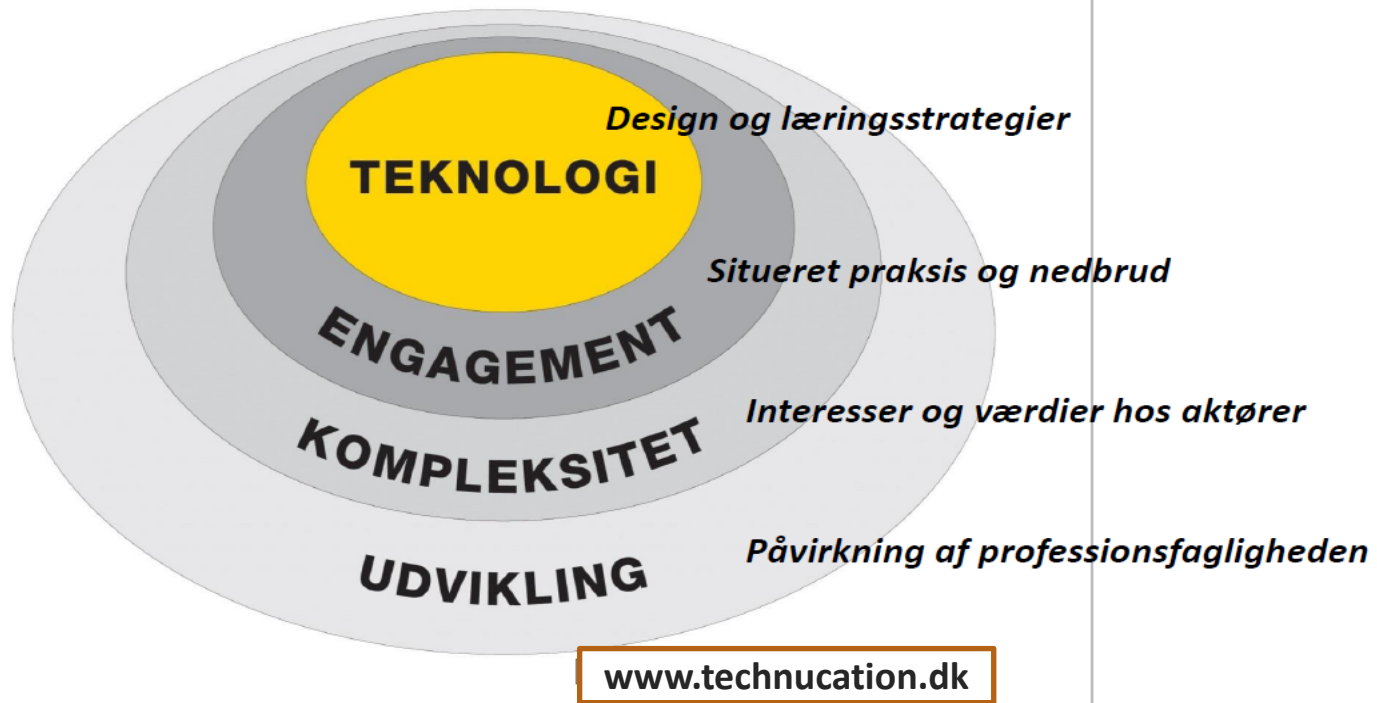 Design og læringsstrategier
TEKNOLOGI
Situeret praksis og nedbrud
ENGAGEMENT
Interesser og værdier hos aktører
KOMPLEKSITET
Påvirkning af professionsfagligheden
UDVIKLING
www.technucation.dk